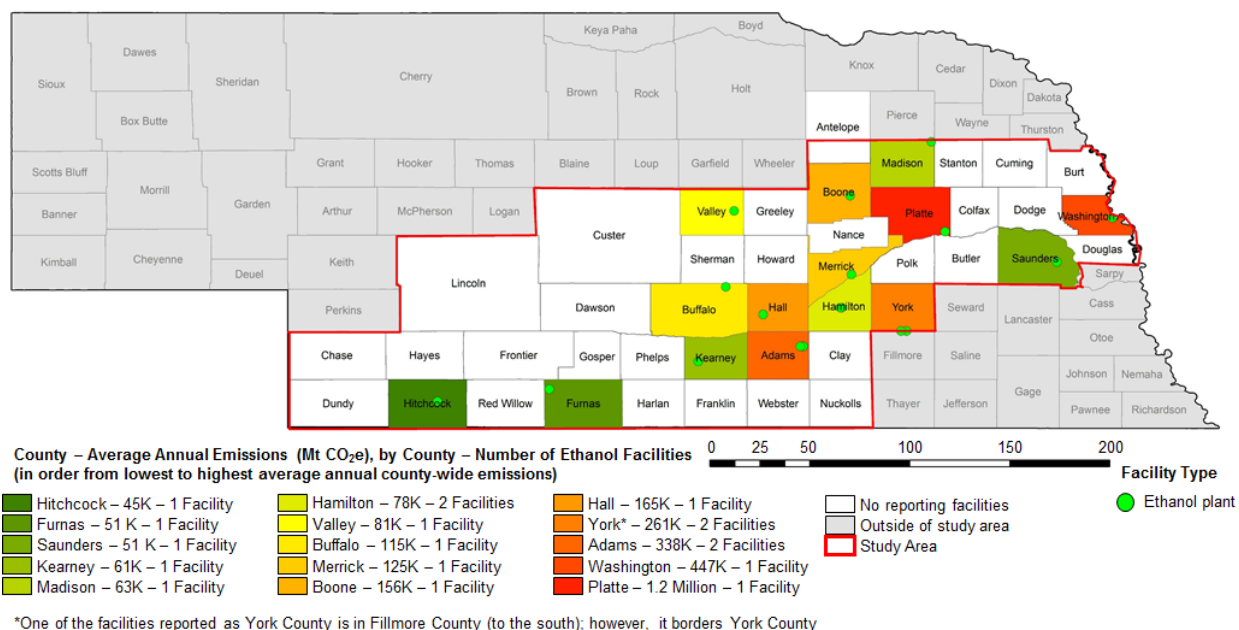 Boyd
Keya Paha
Knox
Cedar
Dawes
Sioux
Sheridan
Cherry
Dixon
Brown
Rock
Holt
Dakota
Pierce
Wayne
Box Butte
Antelope
Thurston
Scotts Bluff
Grant
Hooker
Thomas
Blaine
Loup
Garfield
Wheeler
Madison
Stanton
Cuming
Burt
Morrill
Garden
Boone
Banner
Arthur
McPherson
Logan
Valley
Greeley
Platte
Colfax
Dodge
Washington
Custer
Nance
Kimball
Cheyenne
Deuel
Keith
Lincoln
Sherman
Howard
Merrick
Polk
Butler
Saunders
Douglas
Sarpy
Perkins
Dawson
Buffalo
Hall
Hamilton
York
Seward
Lancaster
Cass
Otoe
Chase
Hayes
Frontier
Gosper
Phelps
Kearney
Adams
Clay
Fillmore
Saline
Gage
Johnson
Nemaha
Dundy
Hitchcock
Red Willow
Furnas
Harlan
Franklin
Webster
Nuckolls
Thayer
Jefferson
Pawnee
Richardson
County – Average Annual Emissions (Mt CO₂e), by County – Number of Ethanol Facilities
(in order from lowest to highest average annual county-wide emissions)
0 25 50 100 150 200
Facility Type
Ethanol plant
Hitchcock – 45K – 1 Facility
Furnas – 51 K – 1 Facility
Saunders – 51 K – 1 Facility
Kearney – 61K – 1 Facility
Madison – 63K – 1 Facility
Hamilton – 78K – 2 Facilities
Valley – 81K – 1 Facility
Buffalo – 115K – 1 Facility
Merrick – 125K – 1 Facility
Boone – 156K – 1 Facility
Hall – 165K – 1 Facility
York* – 261K – 2 Facilities
Adams – 338K – 2 Facilities
Washington – 447K – 1 Facility
Platte – 1.2 Million – 1 Facility
No reporting facilities
Outside of study area
Study Area
*One of the facilities reported as York County is in Fillmore County (to the south); however, it borders York County